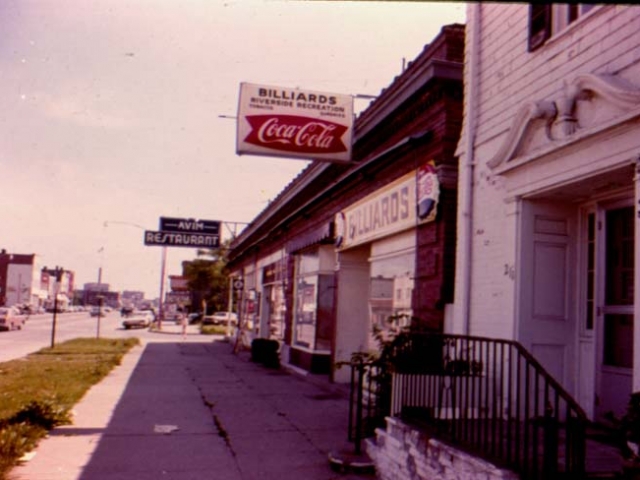 BILLIARDS
RIVERSIDE RECREATION
Coca-Cola
BILLIARDS
AVIM
RESTAURANT